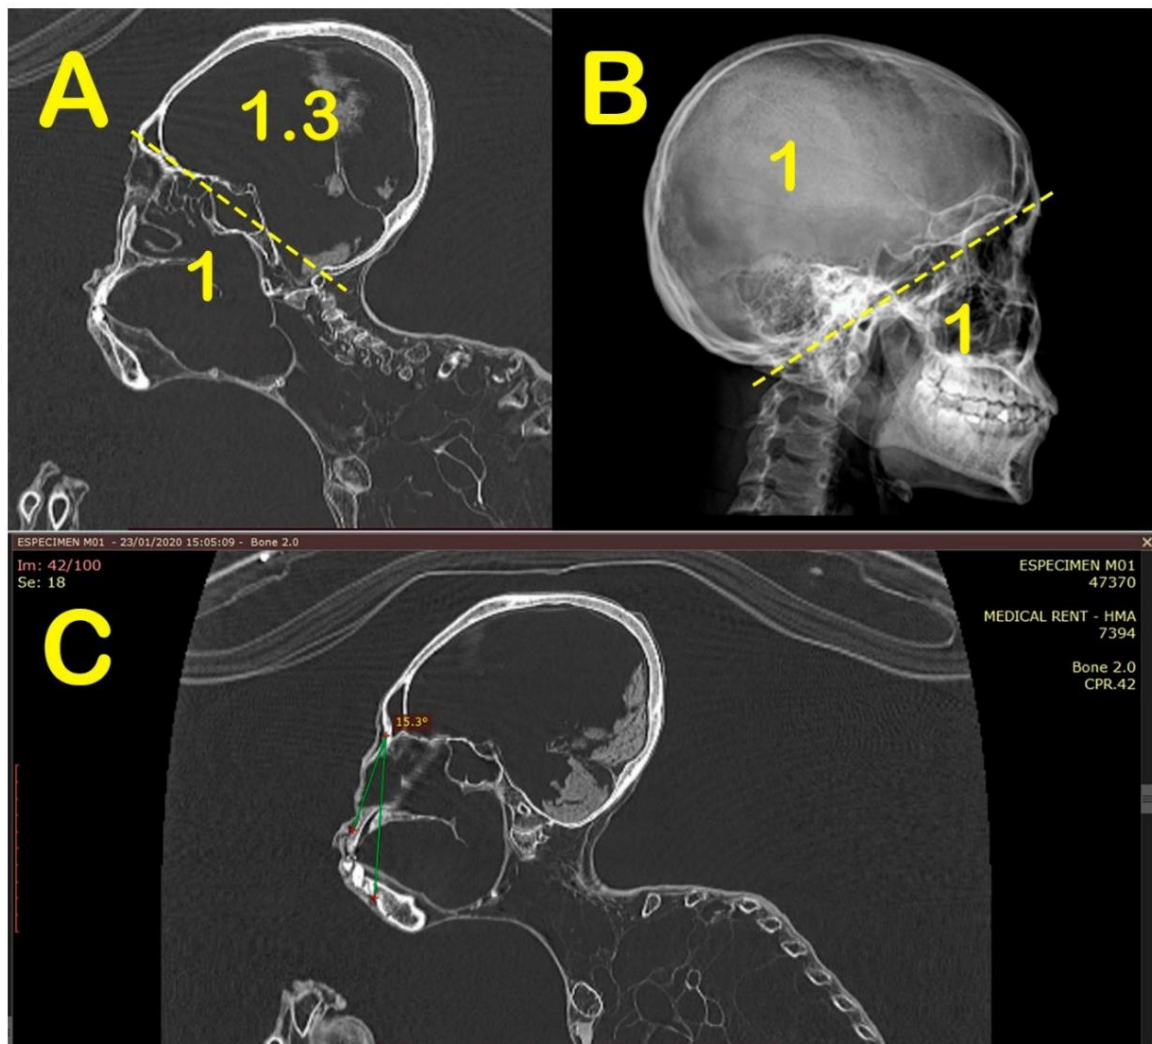 A
1.3
1
B
1
1
ESPECIMEN M01 - 23/01/2020 15:05:09 - Bone 2.0
Im: 42/100
Se: 18
C
ESPECIMEN M01
47370
MEDICAL RENT - HMA
7394
Bone 2.0
CPR.42
15.3°